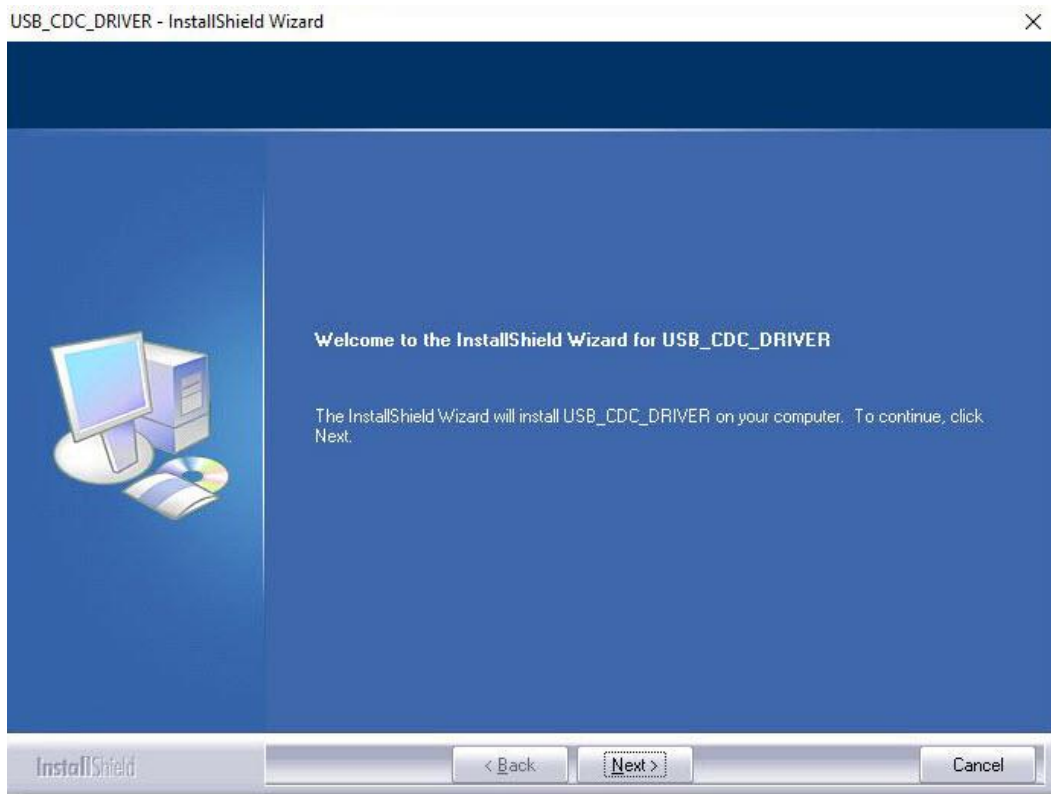 USB_CDC_DRIVER - InstallShield Wizard
Welcome to the InstallShield Wizard for USB_CDC_DRIVER
The InstallShield Wizard will install USB_CDC_DRIVER on your computer. To continue, click
Next.
InstallShield
< Back
Next >
Cancel